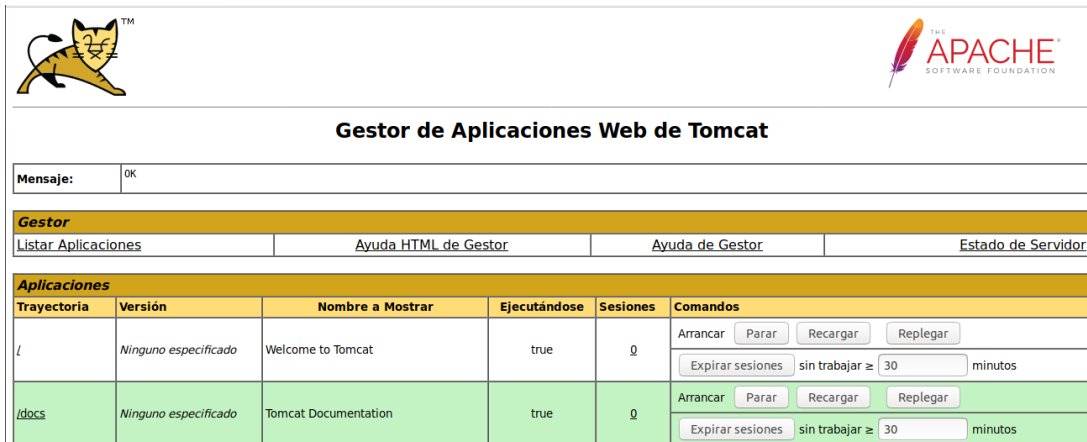 TM
THE
APACHE®
SOFTWARE FOUNDATION
Gestor de Aplicaciones Web de Tomcat
Mensaje: OK
Gestor
Listar Aplicaciones Ayuda HTML de Gestor Ayuda de Gestor Estado de Servidor
Aplicaciones
Trayectoria Versión Nombre a Mostrar Ejecutándose Sesiones Comandos
/ Ninguno especificado Welcome to Tomcat true 0 Arrancar Parar Recargar Replegar
Expirar sesiones sin trabajar ≥ 30 minutos
/docs Ninguno especificado Tomcat Documentation true 0 Arrancar Parar Recargar Replegar
Expirar sesiones sin trabajar ≥ 30 minutos